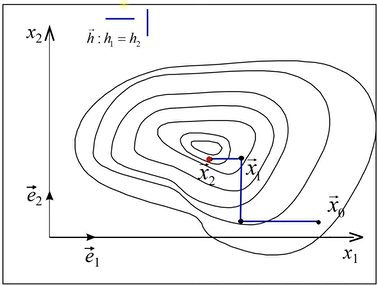 x₂
h⃗ : h₁ = h₂
x⃗₁
x⃗₂
e⃗₂
x⃗₀
e⃗₁
x₁